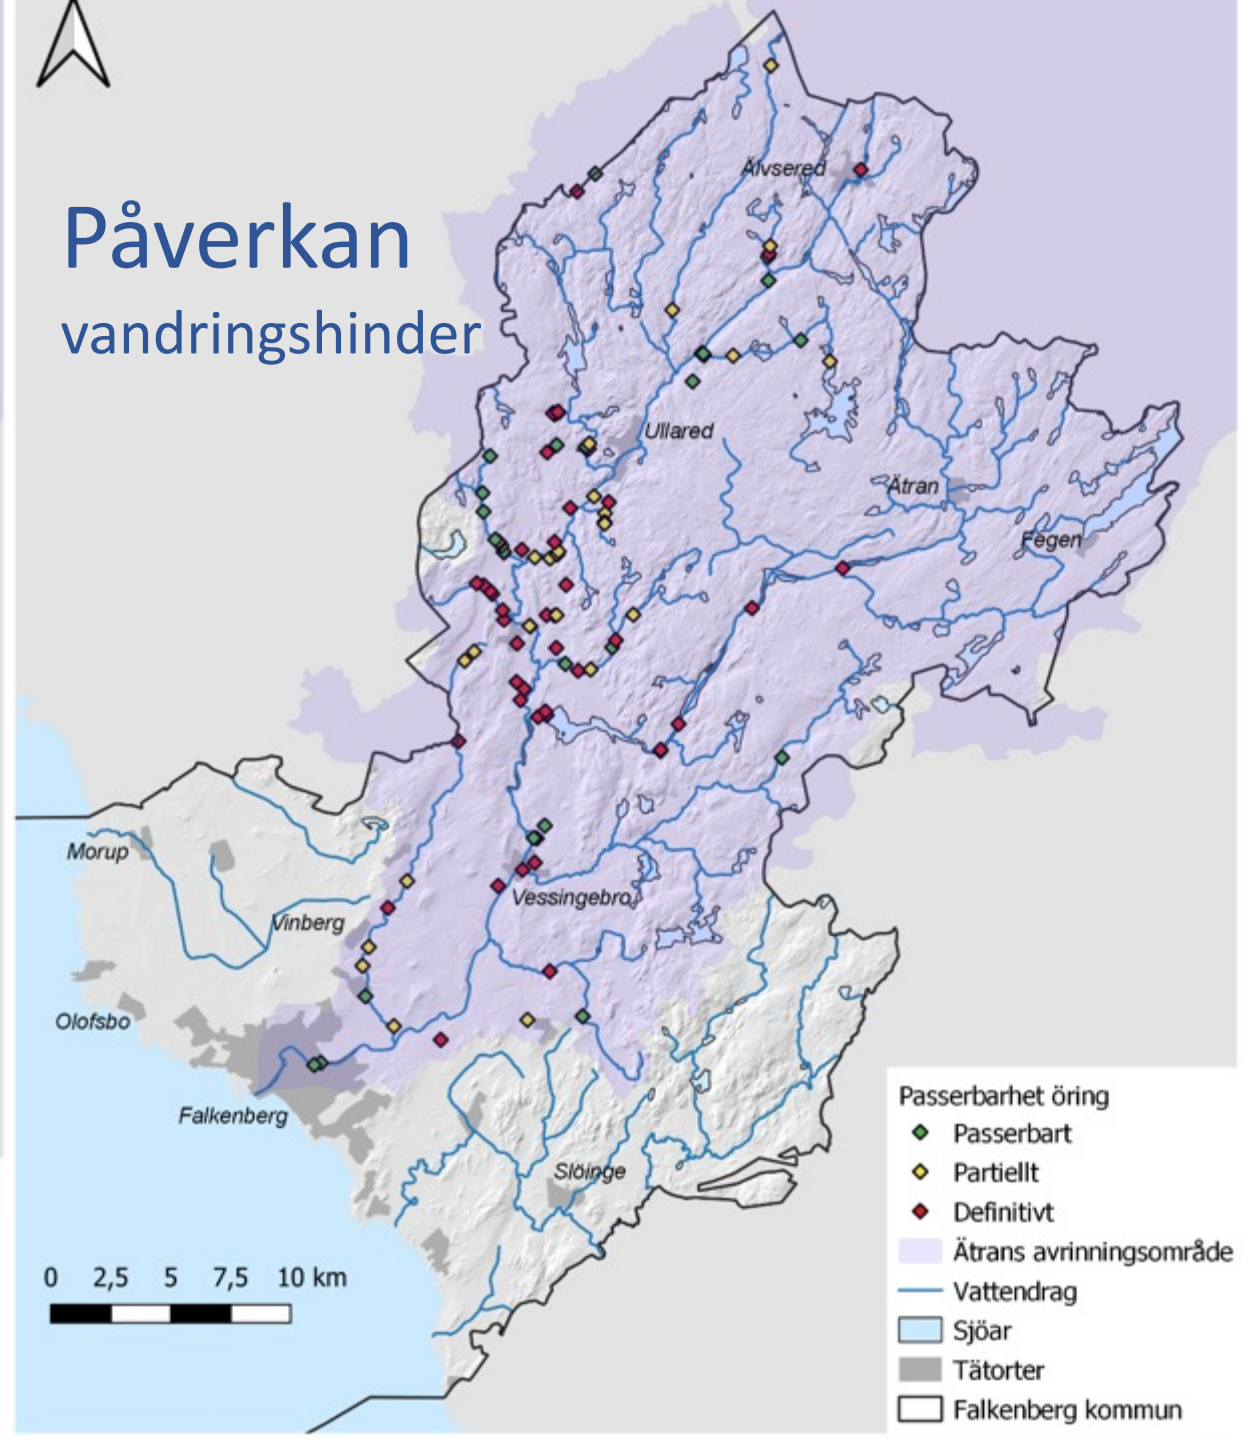 Påverkan
vandringshinder
Älvsered
Ullared
Ätran
Fegen
Morup
Vessingebro
Vinberg
Olofsbo
Falkenberg
Slöinge
0 2,5 5 7,5 10 km
Passerbarhet öring
Passerbart
Partiellt
Definitivt
Ätrans avrinningsområde
Vattendrag
Sjöar
Tätorter
Falkenberg kommun